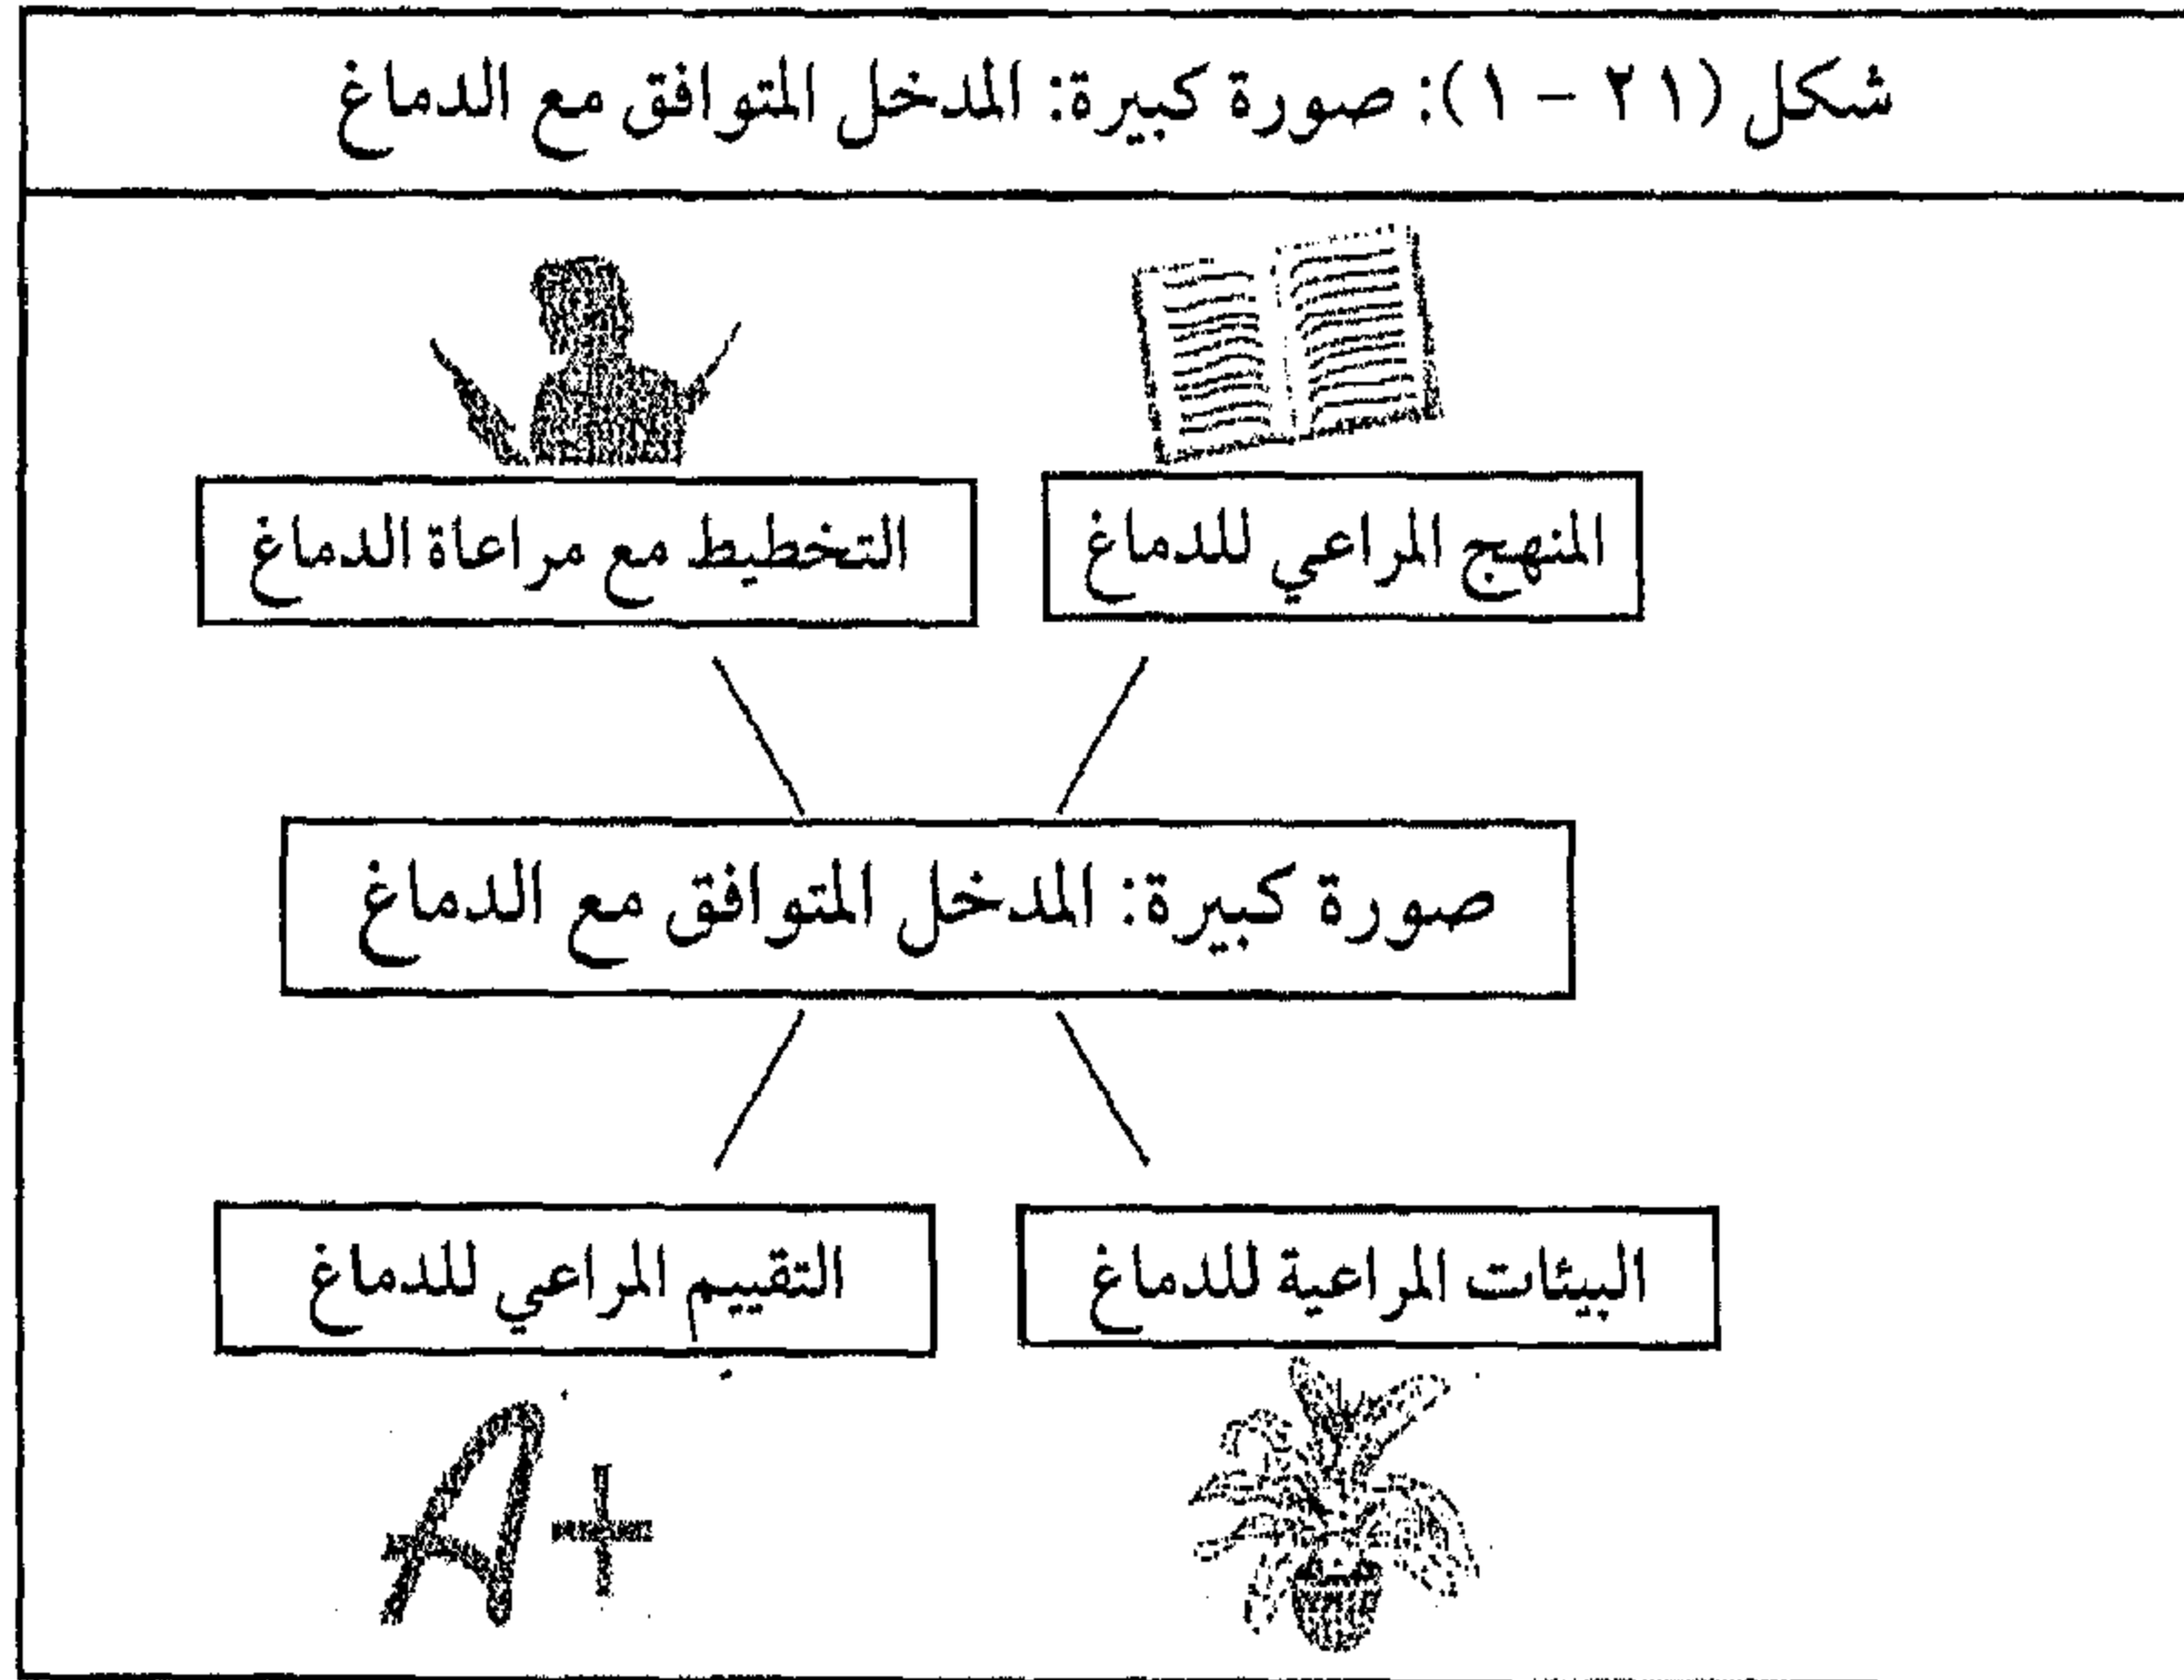 شكل (٢١ – ١): صورة كبيرة: المدخل المتوافق مع الدماغ
المنهج المراعي للدماغ
التخطيط مع مراعاة الدماغ
صورة كبيرة: المدخل المتوافق مع الدماغ
البيئات المراعية للدماغ
التقييم المراعي للدماغ
A+